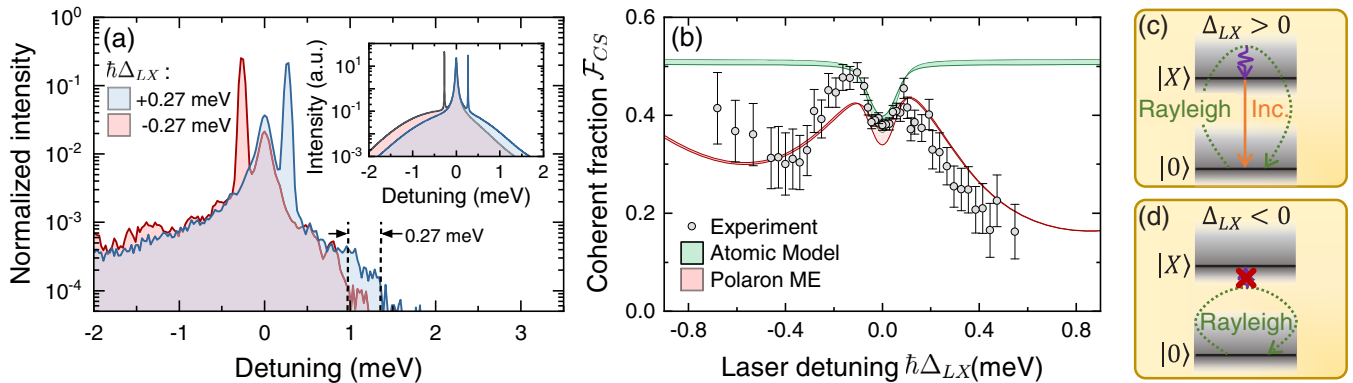 (a)
ħΔ_LX :
+0.27 meV
-0.27 meV
Normalized intensity
10^0
10^-1
10^-2
10^-3
10^-4
-2 -1 0 1 2 3
Detuning (meV)
0.27 meV
Intensity (a.u.)
10^3
10^1
10^-1
10^-3
-2 -1 0 1 2
Detuning (meV)
(b)
Coherent fraction 𝓕_CS
0.6
0.4
0.2
0.0
-0.8 -0.4 0.0 0.4 0.8
Laser detuning ħΔ_LX(meV)
Experiment
Atomic Model
Polaron ME
(c) Δ_LX > 0
|X⟩
Rayleigh Inc.
|0⟩
(d) Δ_LX < 0
|X⟩
Rayleigh
|0⟩